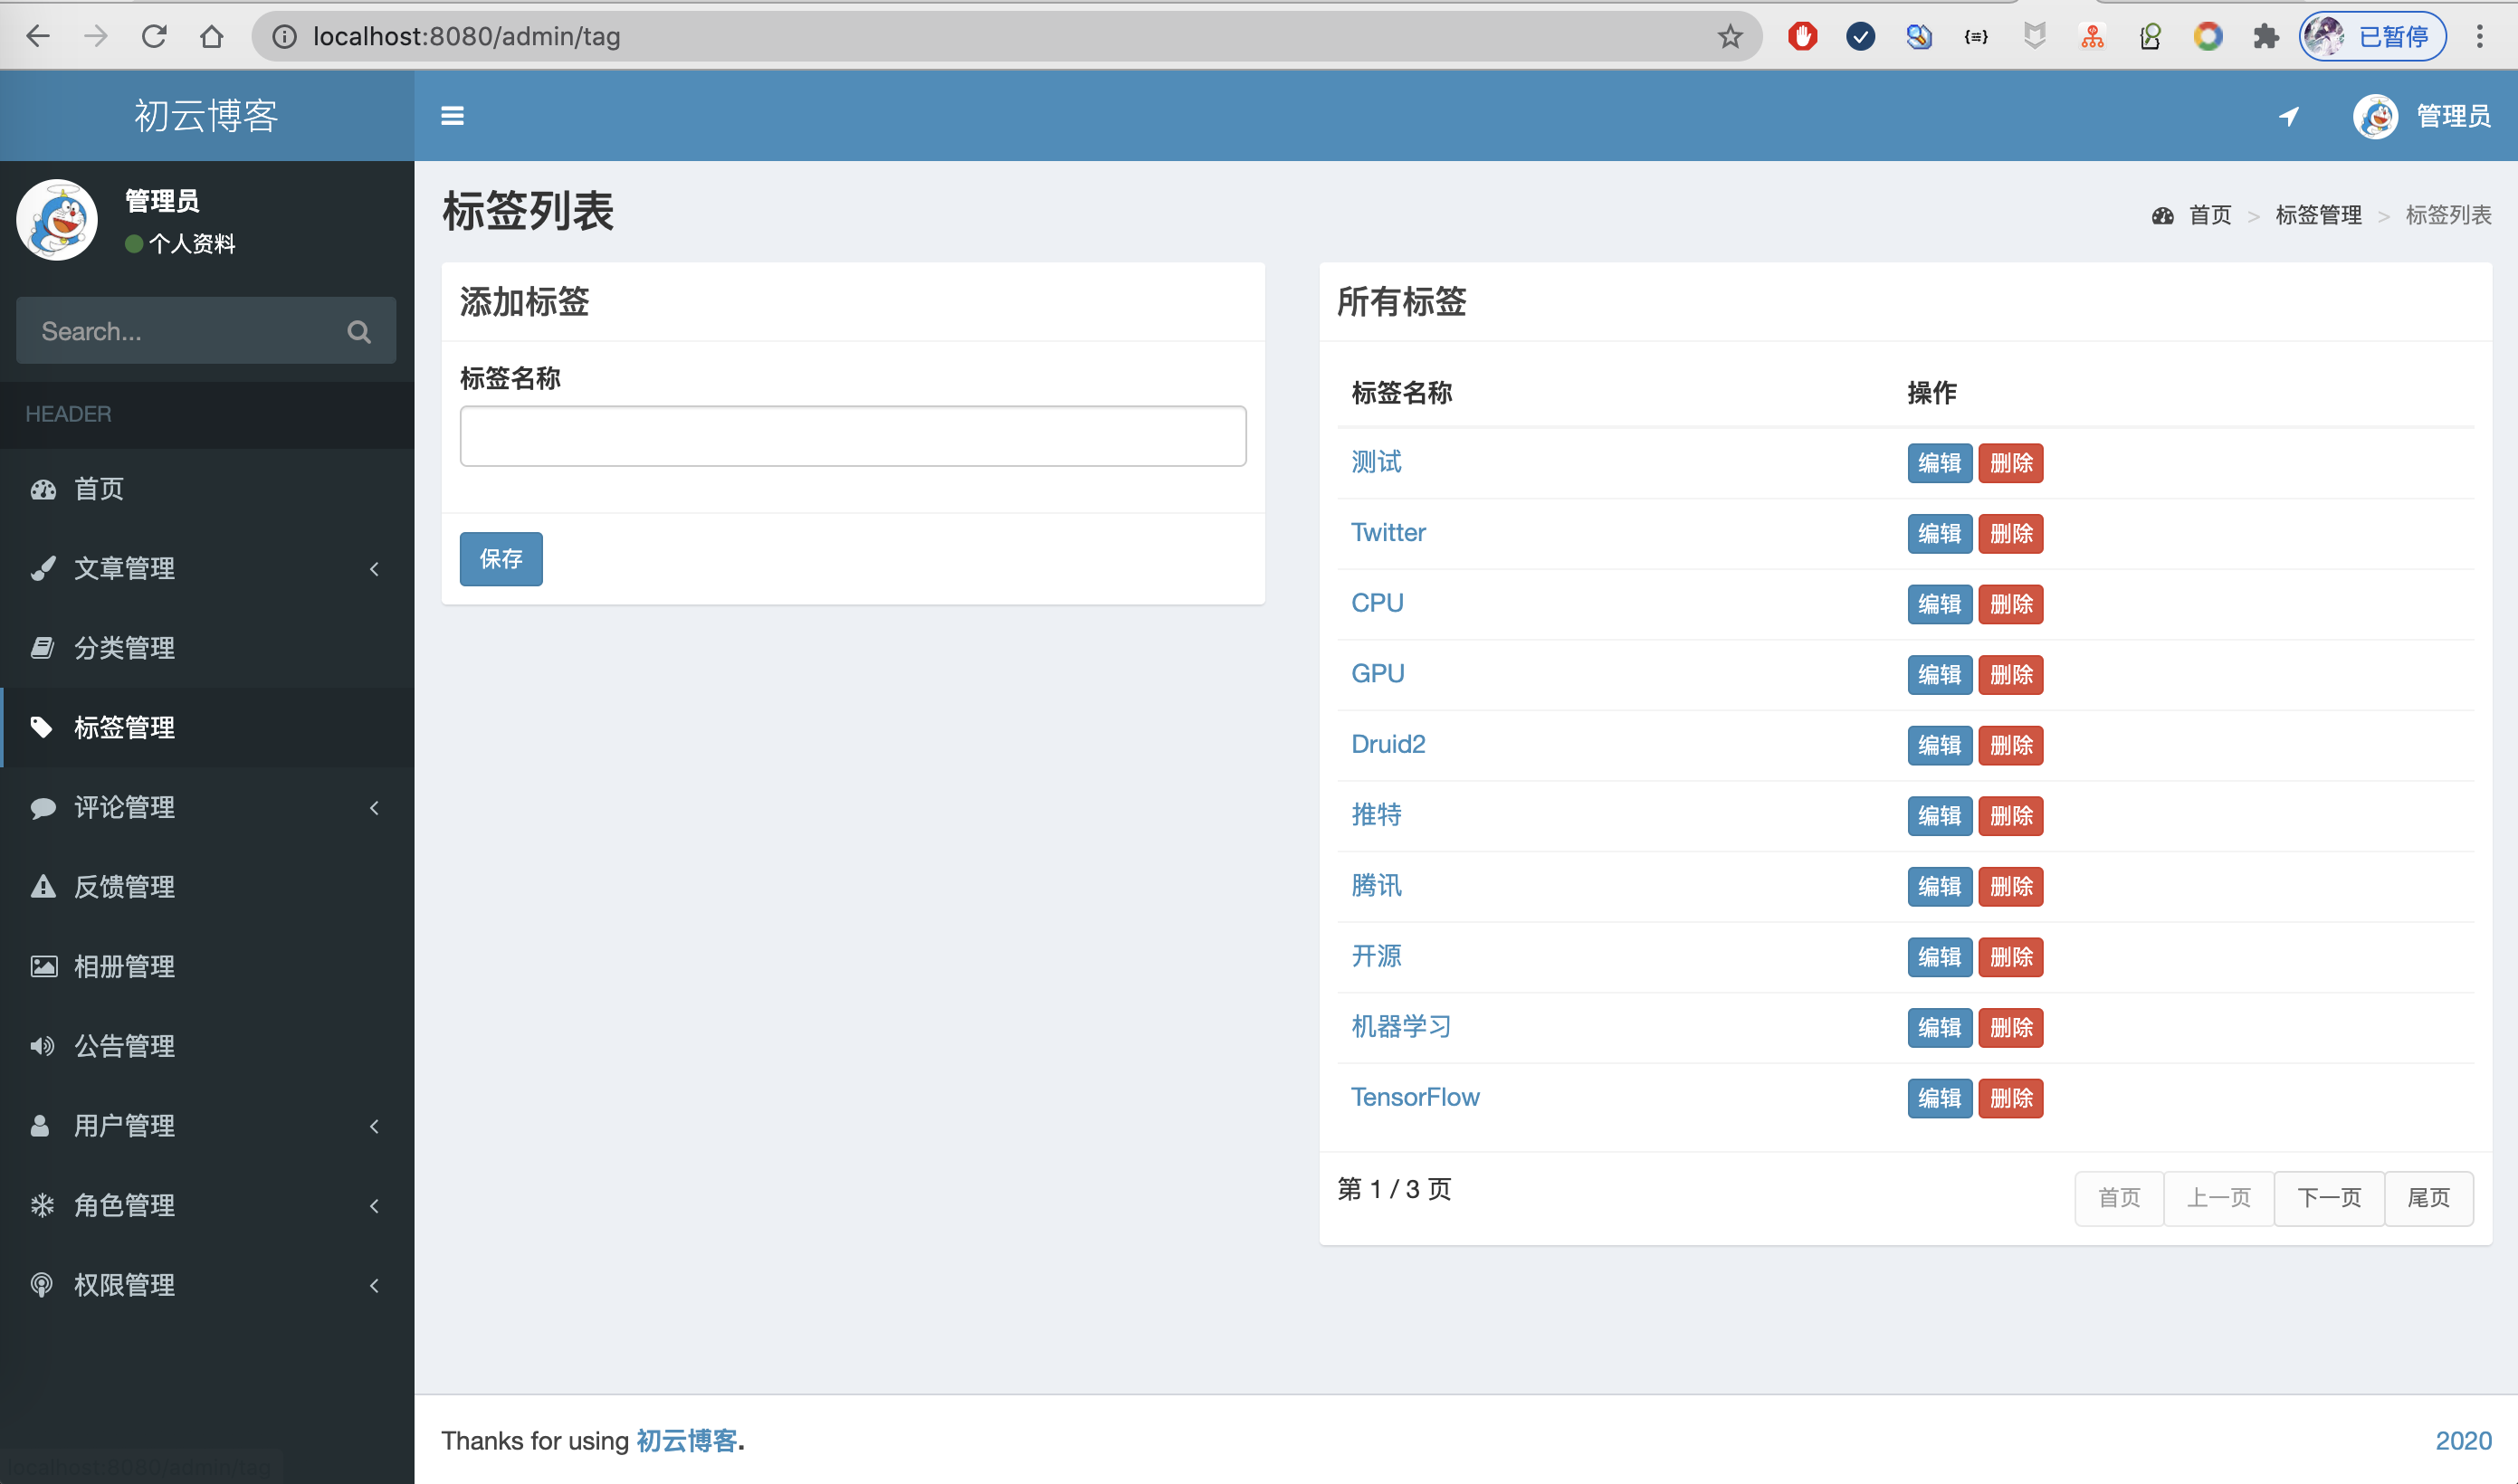 localhost:8080/admin/tag
已暂停
初云博客
管理员
管理员
个人资料
Search...
HEADER
首页
文章管理
分类管理
标签管理
评论管理
反馈管理
相册管理
公告管理
用户管理
角色管理
权限管理
标签列表
首页 > 标签管理 > 标签列表
添加标签
标签名称
保存
所有标签
标签名称 操作
测试 编辑 删除
Twitter 编辑 删除
CPU 编辑 删除
GPU 编辑 删除
Druid2 编辑 删除
推特 编辑 删除
腾讯 编辑 删除
开源 编辑 删除
机器学习 编辑 删除
TensorFlow 编辑 删除
第 1 / 3 页
首页 上一页 下一页 尾页
Thanks for using 初云博客.
2020
localhost:8080/admin/tag